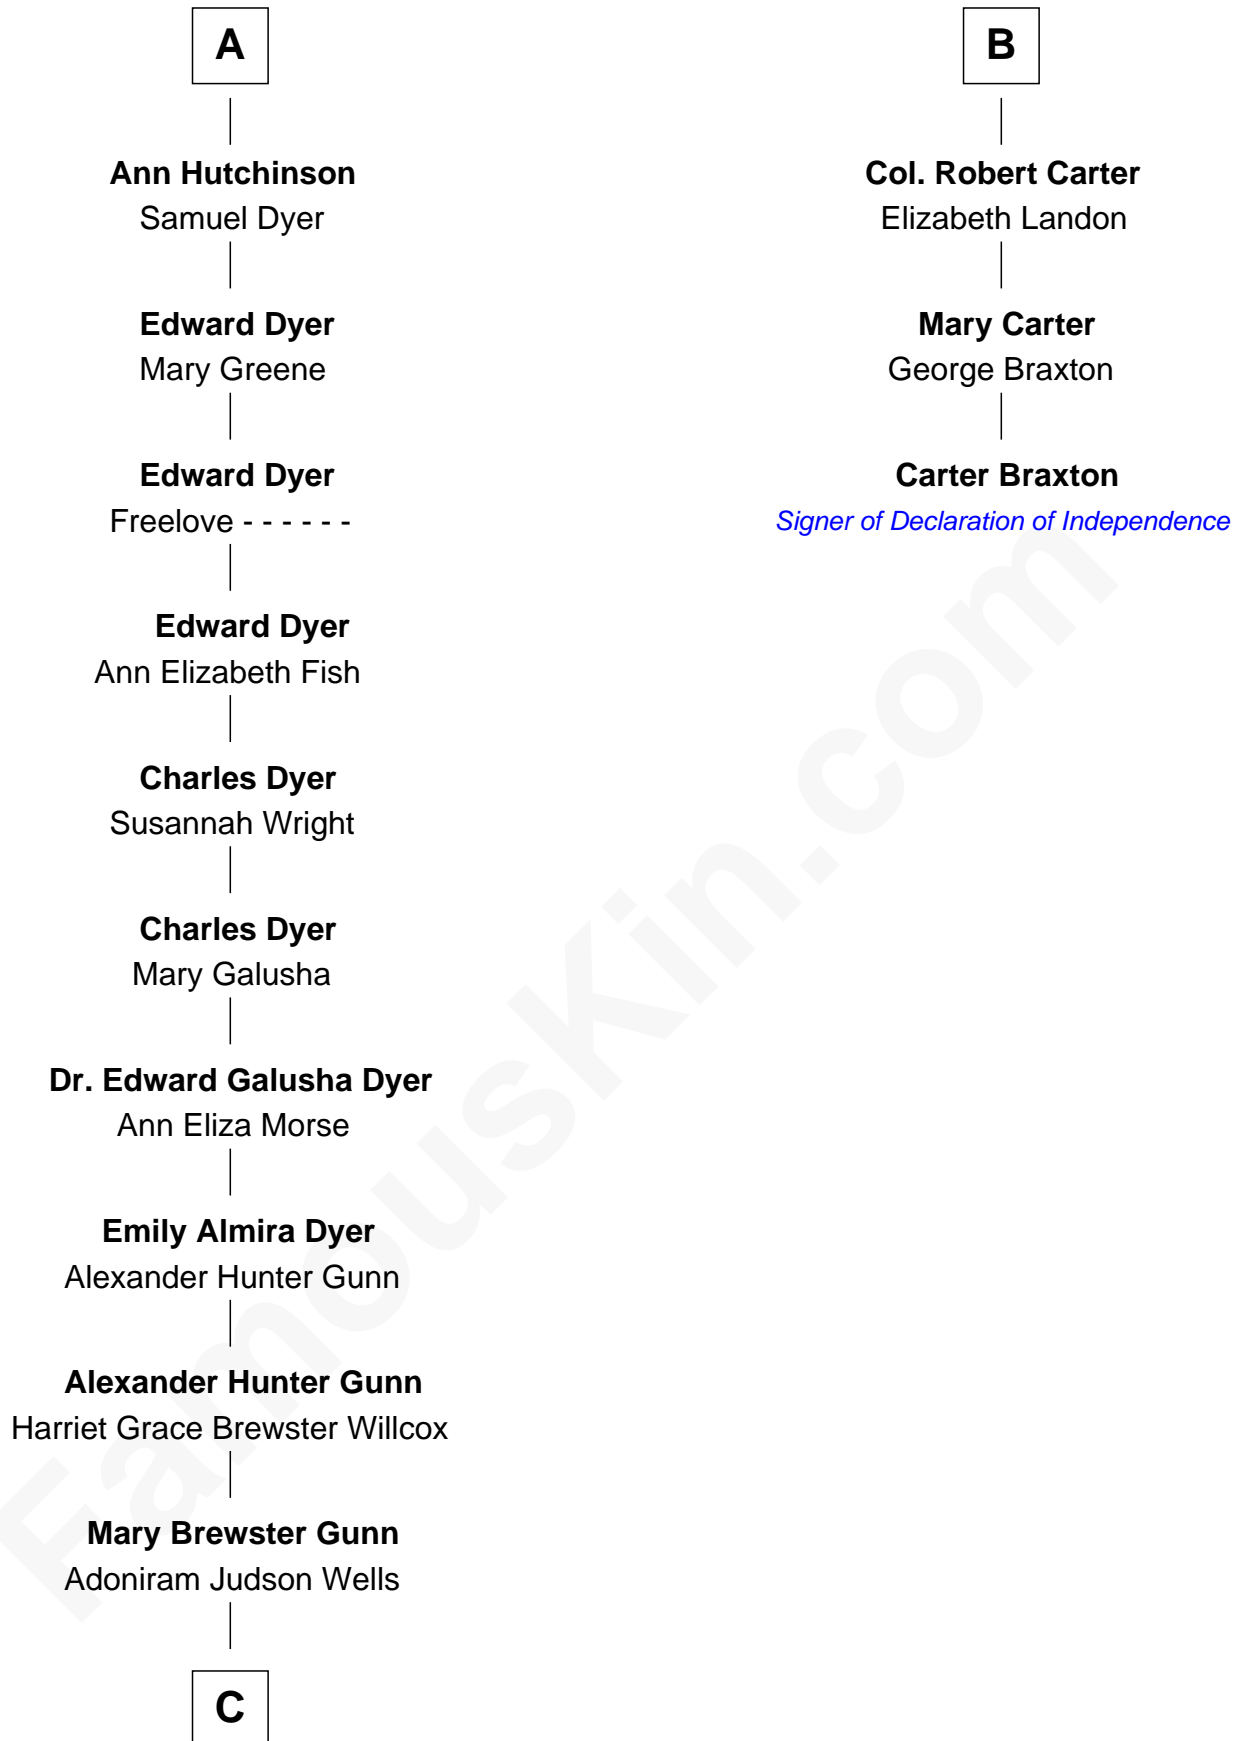 A
Ann Hutchinson
Samuel Dyer
Edward Dyer
Mary Greene
Edward Dyer
Freelove - - - - - -
Edward Dyer
Ann Elizabeth Fish
Charles Dyer
Susannah Wright
Charles Dyer
Mary Galusha
Dr. Edward Galusha Dyer
Ann Eliza Morse
Emily Almira Dyer
Alexander Hunter Gunn
Alexander Hunter Gunn
Harriet Grace Brewster Willcox
Mary Brewster Gunn
Adoniram Judson Wells
C
B
Col. Robert Carter
Elizabeth Landon
Mary Carter
George Braxton
Carter Braxton
Signer of Declaration of Independence
FamousKin.com